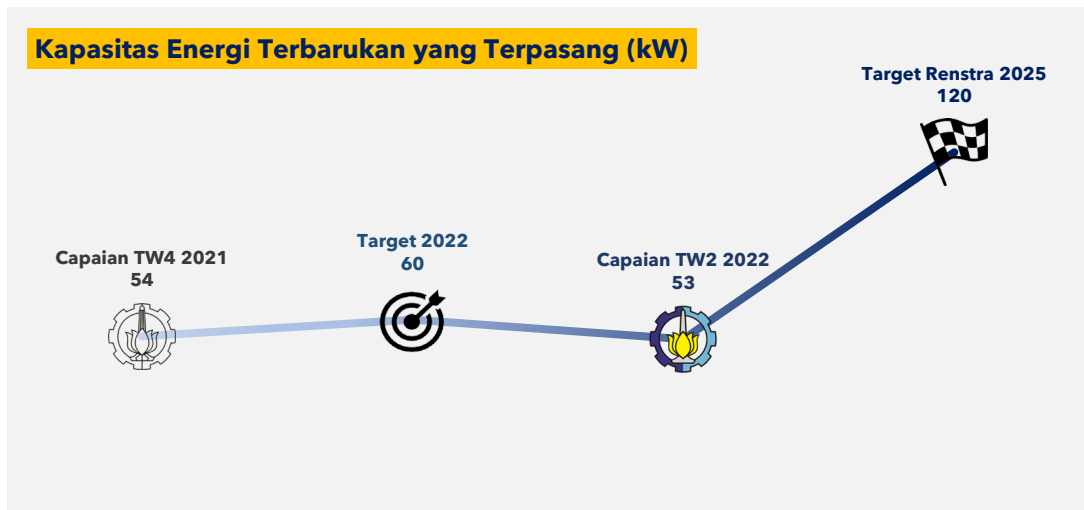 Kapasitas Energi Terbarukan yang Terpasang (kW)
Target Renstra 2025
120
Capaian TW4 2021
54
Target 2022
60
Capaian TW2 2022
53